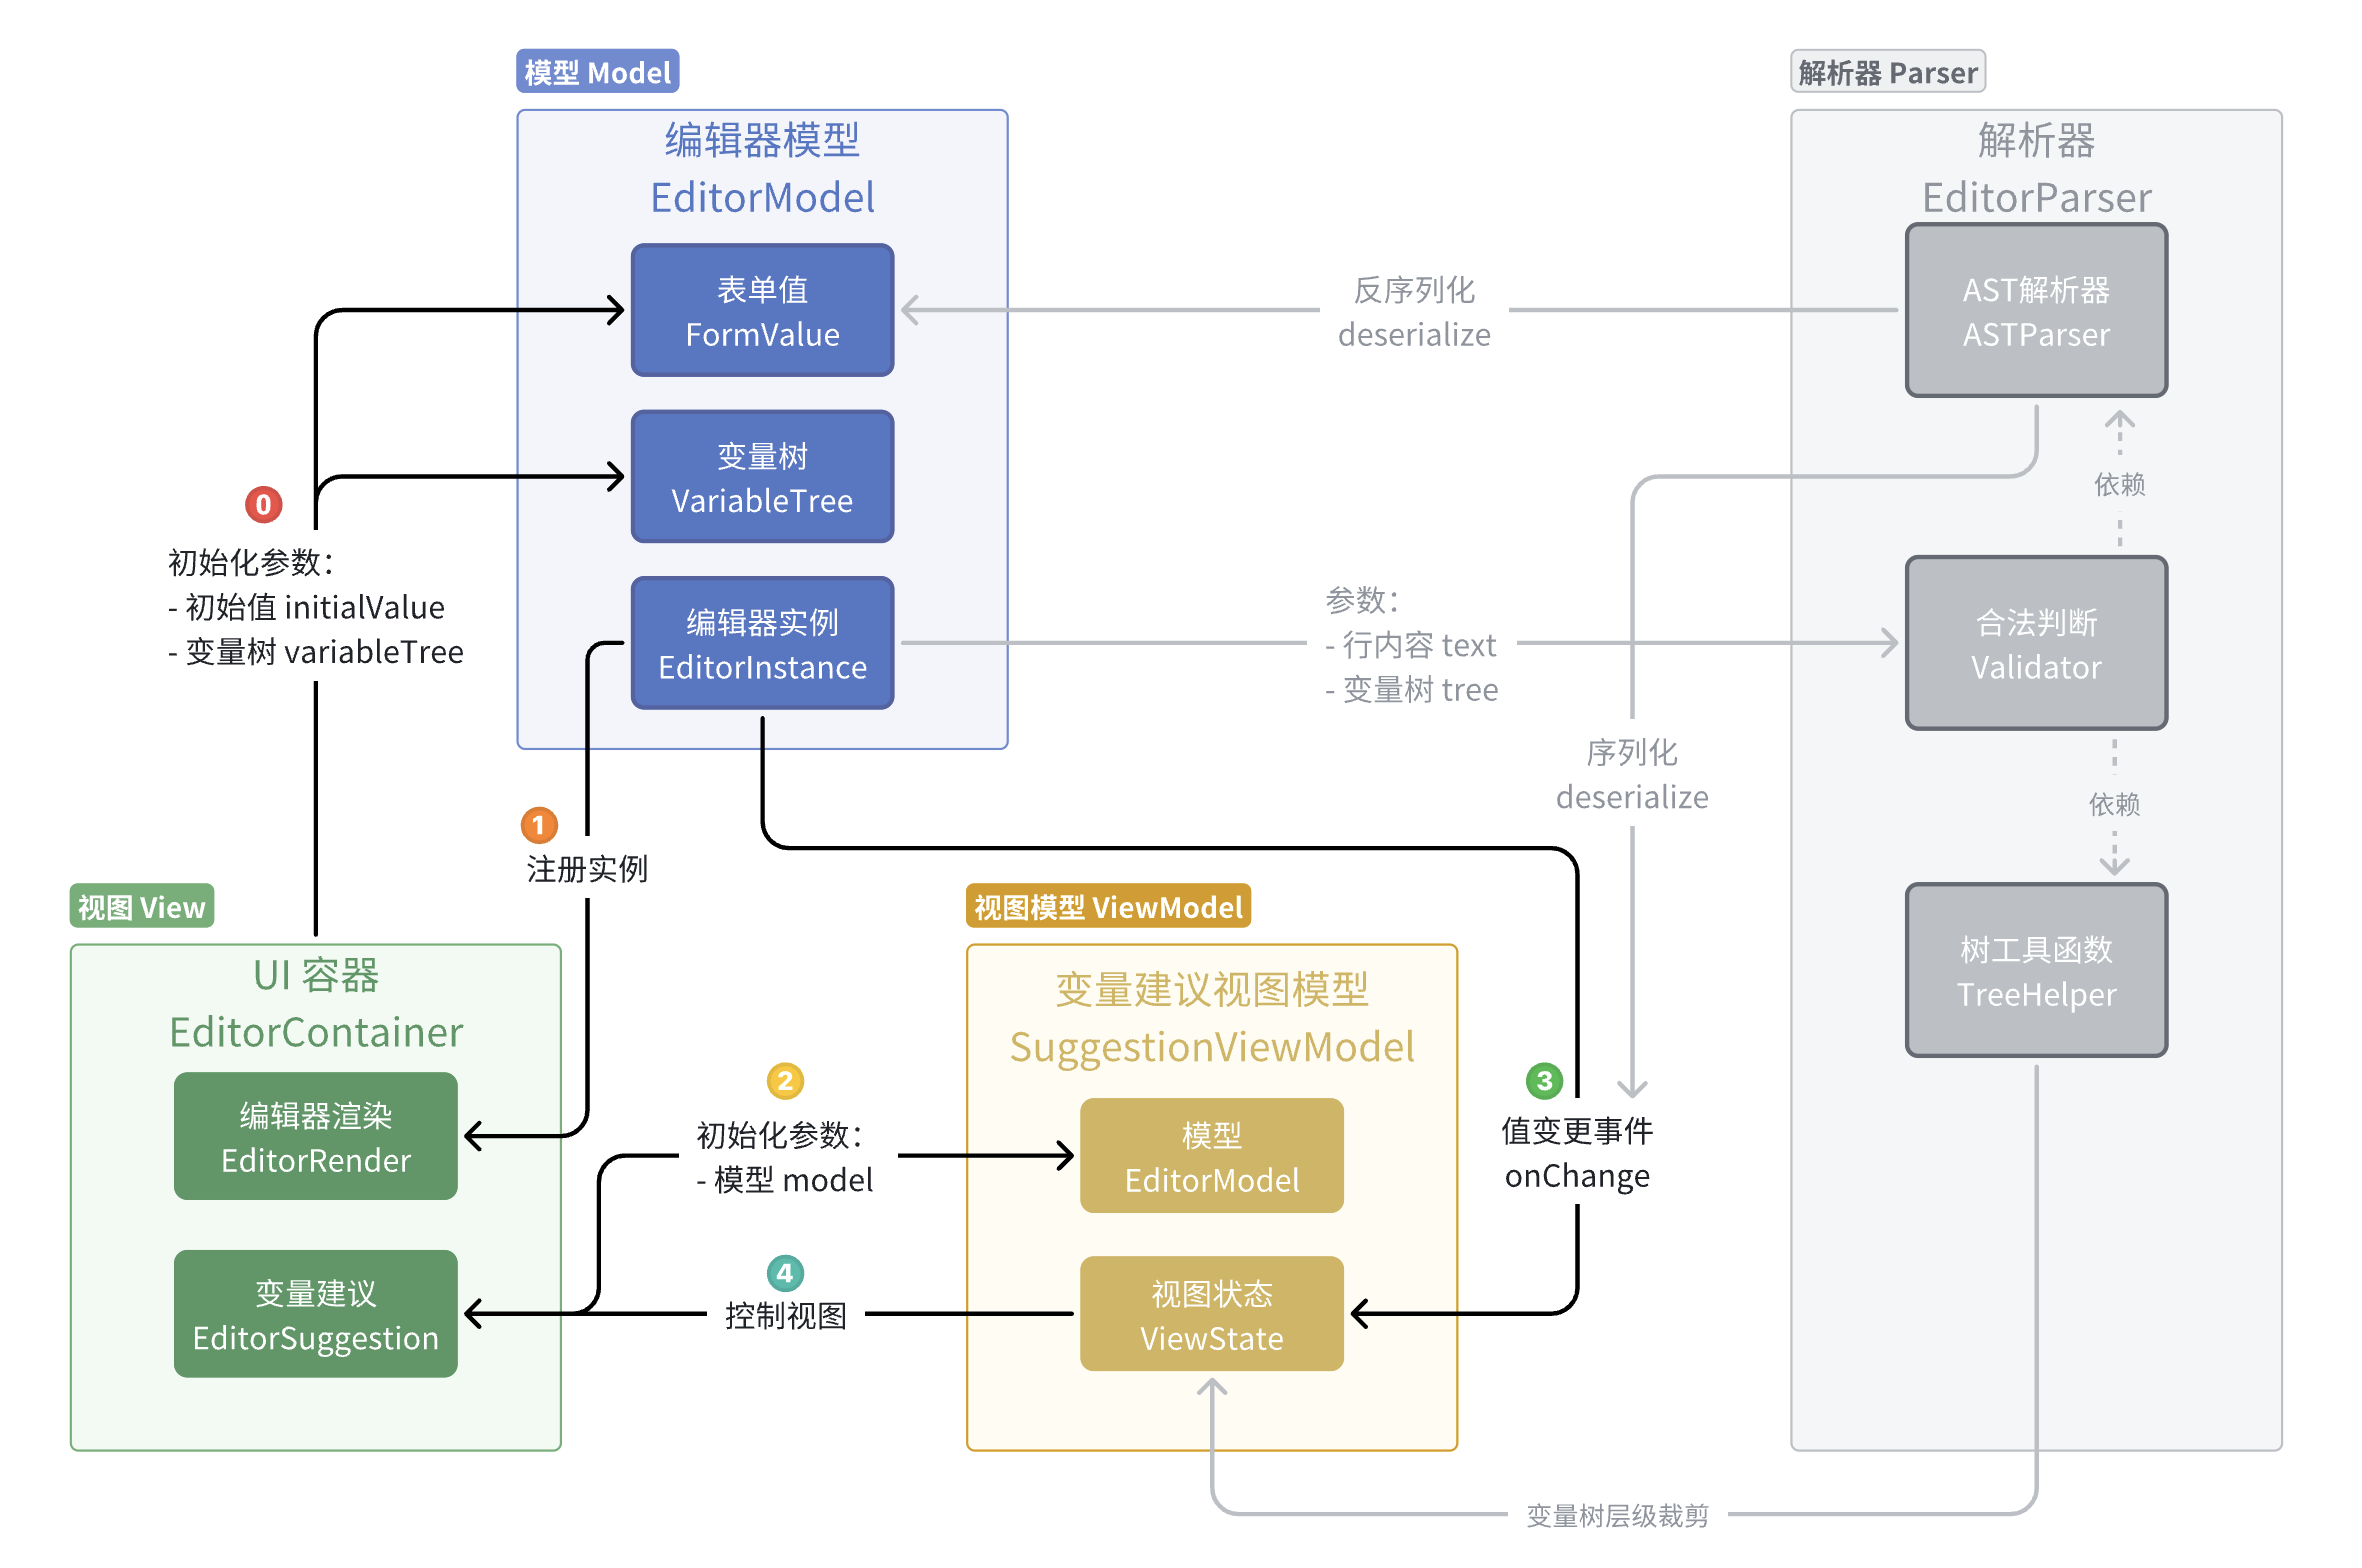 模型 Model
编辑器模型
EditorModel
表单值
FormValue
变量树
VariableTree
编辑器实例
EditorInstance
解析器 Parser
解析器
EditorParser
AST解析器
ASTParser
依赖
合法判断
Validator
依赖
树工具函数
TreeHelper
反序列化
deserialize
参数：
- 行内容 text
- 变量树 tree
序列化
deserialize
0
初始化参数：
- 初始值 initialValue
- 变量树 variableTree
1
注册实例
视图 View
UI 容器
EditorContainer
编辑器渲染
EditorRender
变量建议
EditorSuggestion
2
初始化参数：
- 模型 model
4
控制视图
视图模型 ViewModel
变量建议视图模型
SuggestionViewModel
模型
EditorModel
视图状态
ViewState
3
值变更事件
onChange
变量树层级裁剪